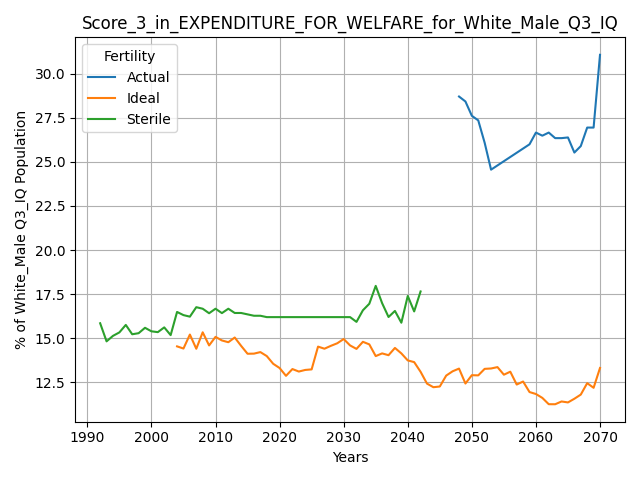 Score_3_in_EXPENDITURE_FOR_WELFARE_for_White_Male_Q3_IQ
Fertility
Actual
Ideal
Sterile
% of White_Male Q3_IQ Population
30.0
27.5
25.0
22.5
20.0
17.5
15.0
12.5
1990 2000 2010 2020 2030 2040 2050 2060 2070
Years